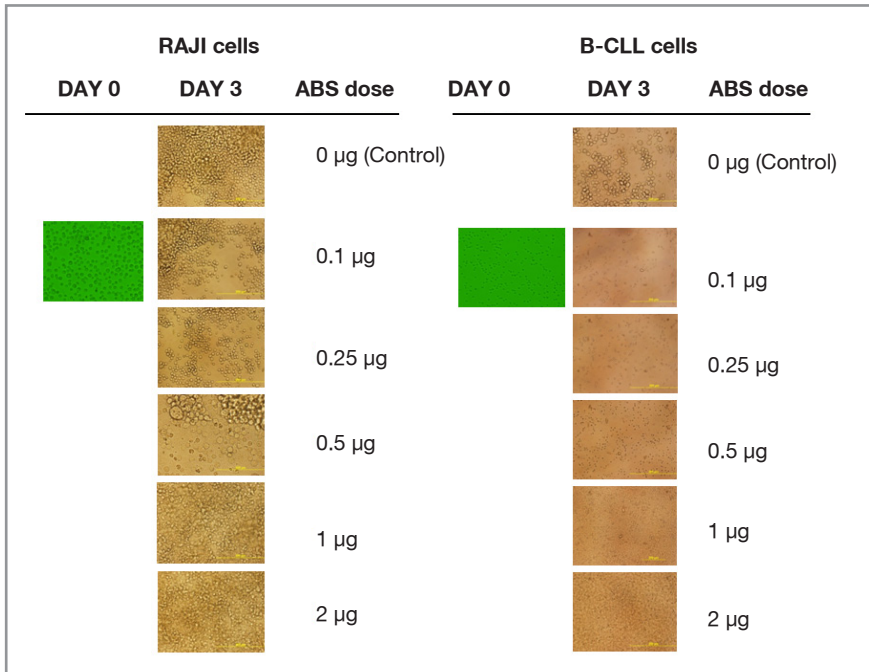 RAJI cells
DAY 0 DAY 3 ABS dose
0 µg (Control)
0.1 µg
0.25 µg
0.5 µg
1 µg
2 µg
B-CLL cells
DAY 0 DAY 3 ABS dose
0 µg (Control)
0.1 µg
0.25 µg
0.5 µg
1 µg
2 µg